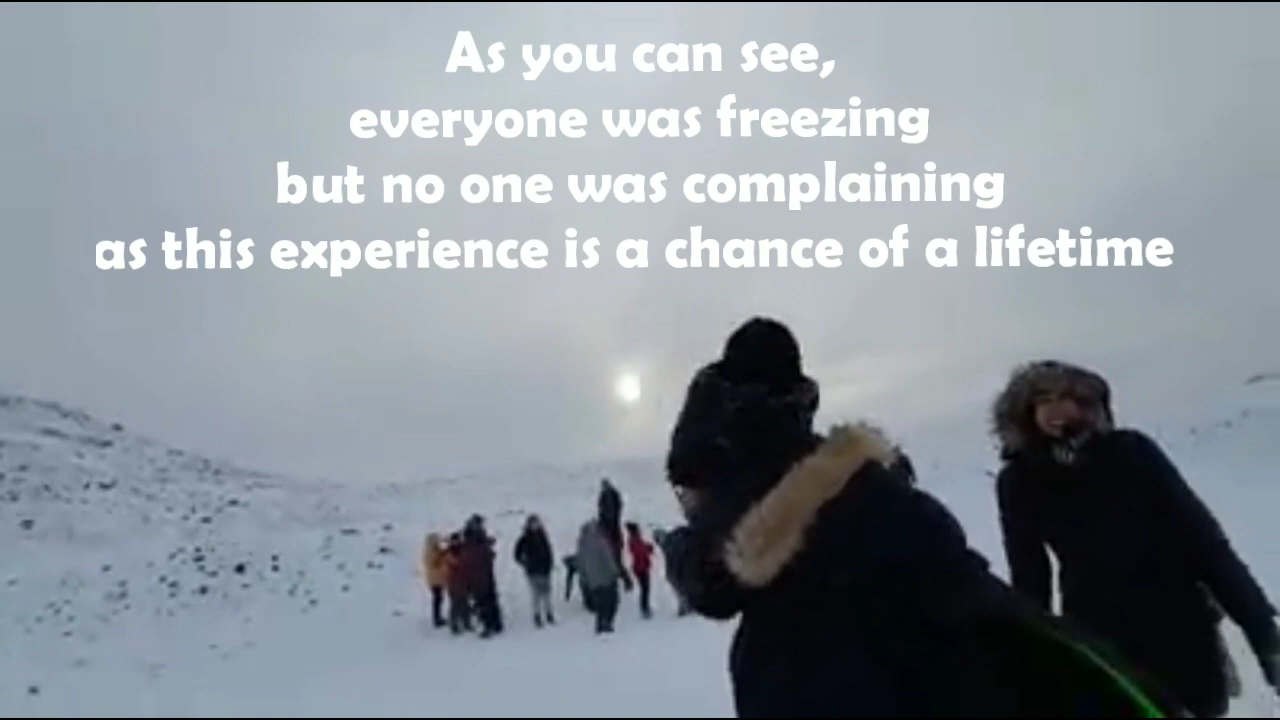 As you can see,
everyone was freezing
but no one was complaining
as this experience is a chance of a lifetime